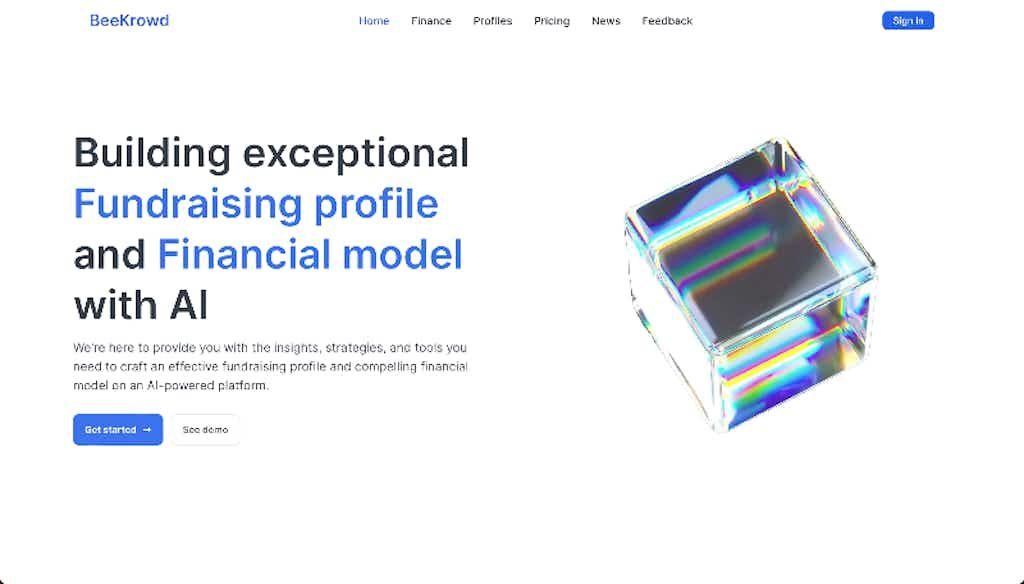 BeeKrowd
Home Finance Profiles Pricing News Feedback
Sign in
Building exceptional
Fundraising profile
and Financial model
with AI
We're here to provide you with the insights, strategies, and tools you
need to craft an effective fundraising profile and compelling financial
model on an AI-powered platform.
Get started →
See demo